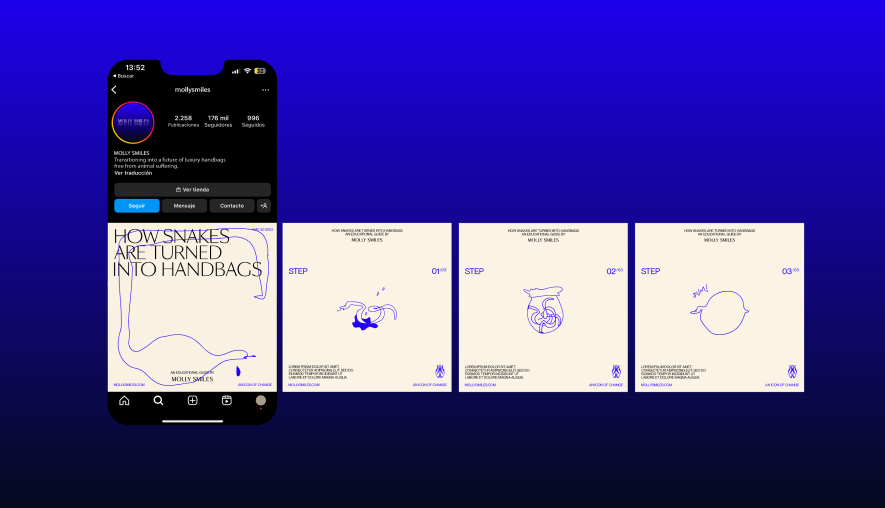 13:52
22
Buscar
mollysmiles
MOLLY SMILES
2.258 176 mil 996
Publicaciones Seguidores Seguidos
MOLLY SMILES
Transitioning into a future of luxury handbags
free from animal suffering.
Ver traducción
Ver tienda
Seguir Mensaje Contacto
HOW SNAKES
ARE TURNED
INTO HANDBAGS
AN EDUCATIONAL GUIDE BY
MOLLY SMILES
MOLLYSMILES.COM AN ICON OF CHANGE
HOW SNAKES ARE TURNED INTO HANDBAGS
AN EDUCATIONAL GUIDE BY
MOLLY SMILES
STEP 01/03
LOREM IPSUM DOLOR SIT AMET,
CONSECTETUR ADIPISCING ELIT, SED DO
EIUSMOD TEMPOR INCIDIDUNT UT
LABORE ET DOLORE MAGNA ALIQUA.
MOLLYSMILES.COM AN ICON OF CHANGE
HOW SNAKES ARE TURNED INTO HANDBAGS
AN EDUCATIONAL GUIDE BY
MOLLY SMILES
STEP 02/03
LOREM IPSUM DOLOR SIT AMET,
CONSECTETUR ADIPISCING ELIT, SED DO
EIUSMOD TEMPOR INCIDIDUNT UT
LABORE ET DOLORE MAGNA ALIQUA.
MOLLYSMILES.COM AN ICON OF CHANGE
HOW SNAKES ARE TURNED INTO HANDBAGS
AN EDUCATIONAL GUIDE BY
MOLLY SMILES
STEP 03/03
LOREM IPSUM DOLOR SIT AMET,
CONSECTETUR ADIPISCING ELIT, SED DO
EIUSMOD TEMPOR INCIDIDUNT UT
LABORE ET DOLORE MAGNA ALIQUA.
MOLLYSMILES.COM AN ICON OF CHANGE